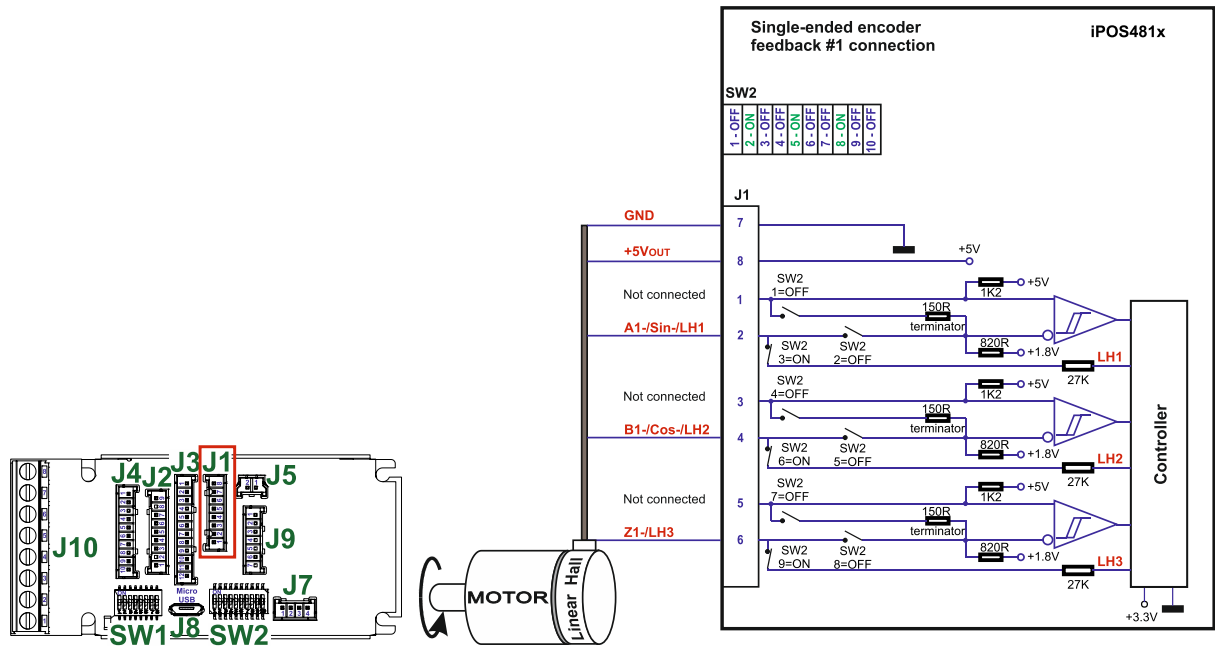 Single-ended encoder
feedback #1 connection
iPOS481x
SW2
1 - OFF
2 - ON
3 - OFF
4 - OFF
5 - ON
6 - OFF
7 - OFF
8 - ON
9 - OFF
10 - OFF
J1
GND
7
+5VOUT
8
+5V
Not connected
1
SW2
1=OFF
1K2
+5V
150R
terminator
A1-/Sin-/LH1
2
SW2
3=ON
SW2
2=OFF
820R
+1.8V
LH1
27K
Not connected
3
SW2
4=OFF
1K2
+5V
150R
terminator
B1-/Cos-/LH2
4
SW2
6=ON
SW2
5=OFF
820R
+1.8V
LH2
27K
Not connected
5
SW2
7=OFF
1K2
+5V
150R
terminator
Z1-/LH3
6
SW2
9=ON
SW2
8=OFF
820R
+1.8V
LH3
27K
Controller
+3.3V
MOTOR
Linear Hall
J4
J2
J3
J1
J5
J10
J9
J7
Micro
USB
J8
SW1
SW2
ON
ON
1 2 3 4